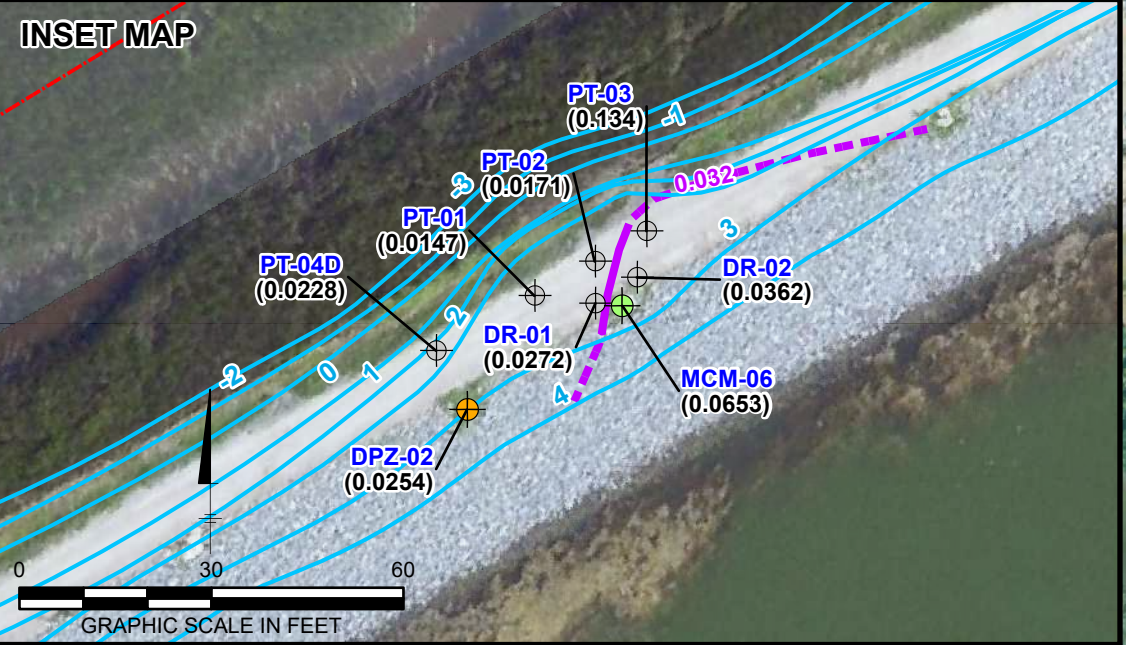 INSET MAP
PT-03
(0.134)
-1
PT-02
(0.0171)
-3
0.032
PT-01
(0.0147)
3
PT-04D
(0.0228)
DR-02
(0.0362)
2
DR-01
(0.0272)
-2
0
1
4
MCM-06
(0.0653)
DPZ-02
(0.0254)
0 30 60
GRAPHIC SCALE IN FEET